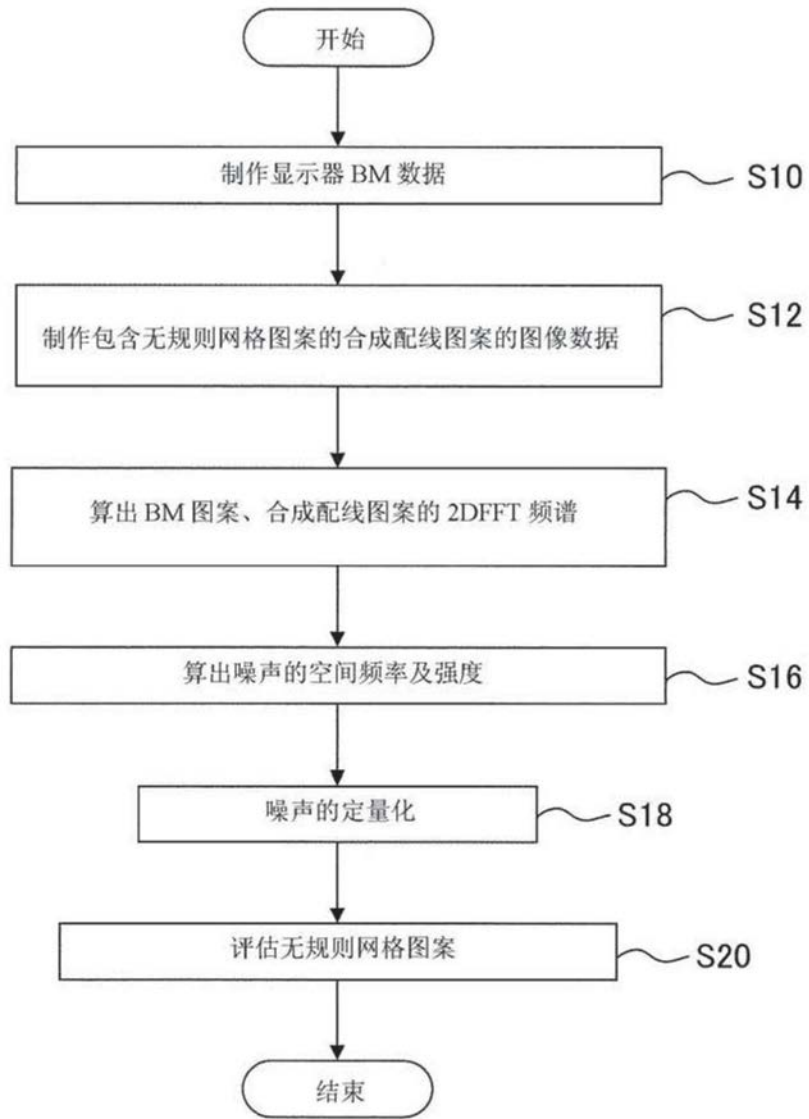 开始
制作显示器 BM 数据
S10
制作包含无规则网格图案的合成配线图案的图像数据
S12
算出 BM 图案、合成配线图案的 2DFFT 频谱
S14
算出噪声的空间频率及强度
S16
噪声的定量化
S18
评估无规则网格图案
S20
结束